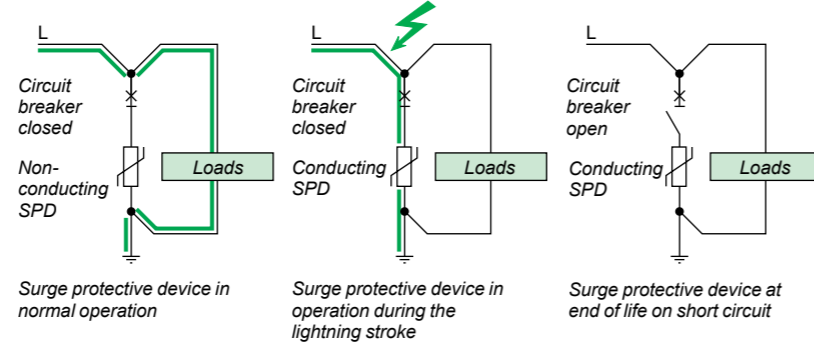 L
Circuit
breaker
closed
Non-
conducting
SPD
Loads
Surge protective device in
normal operation
L
Circuit
breaker
closed
Conducting
SPD
Loads
Surge protective device in
operation during the
lightning stroke
L
Circuit
breaker
open
Conducting
SPD
Loads
Surge protective device at
end of life on short circuit